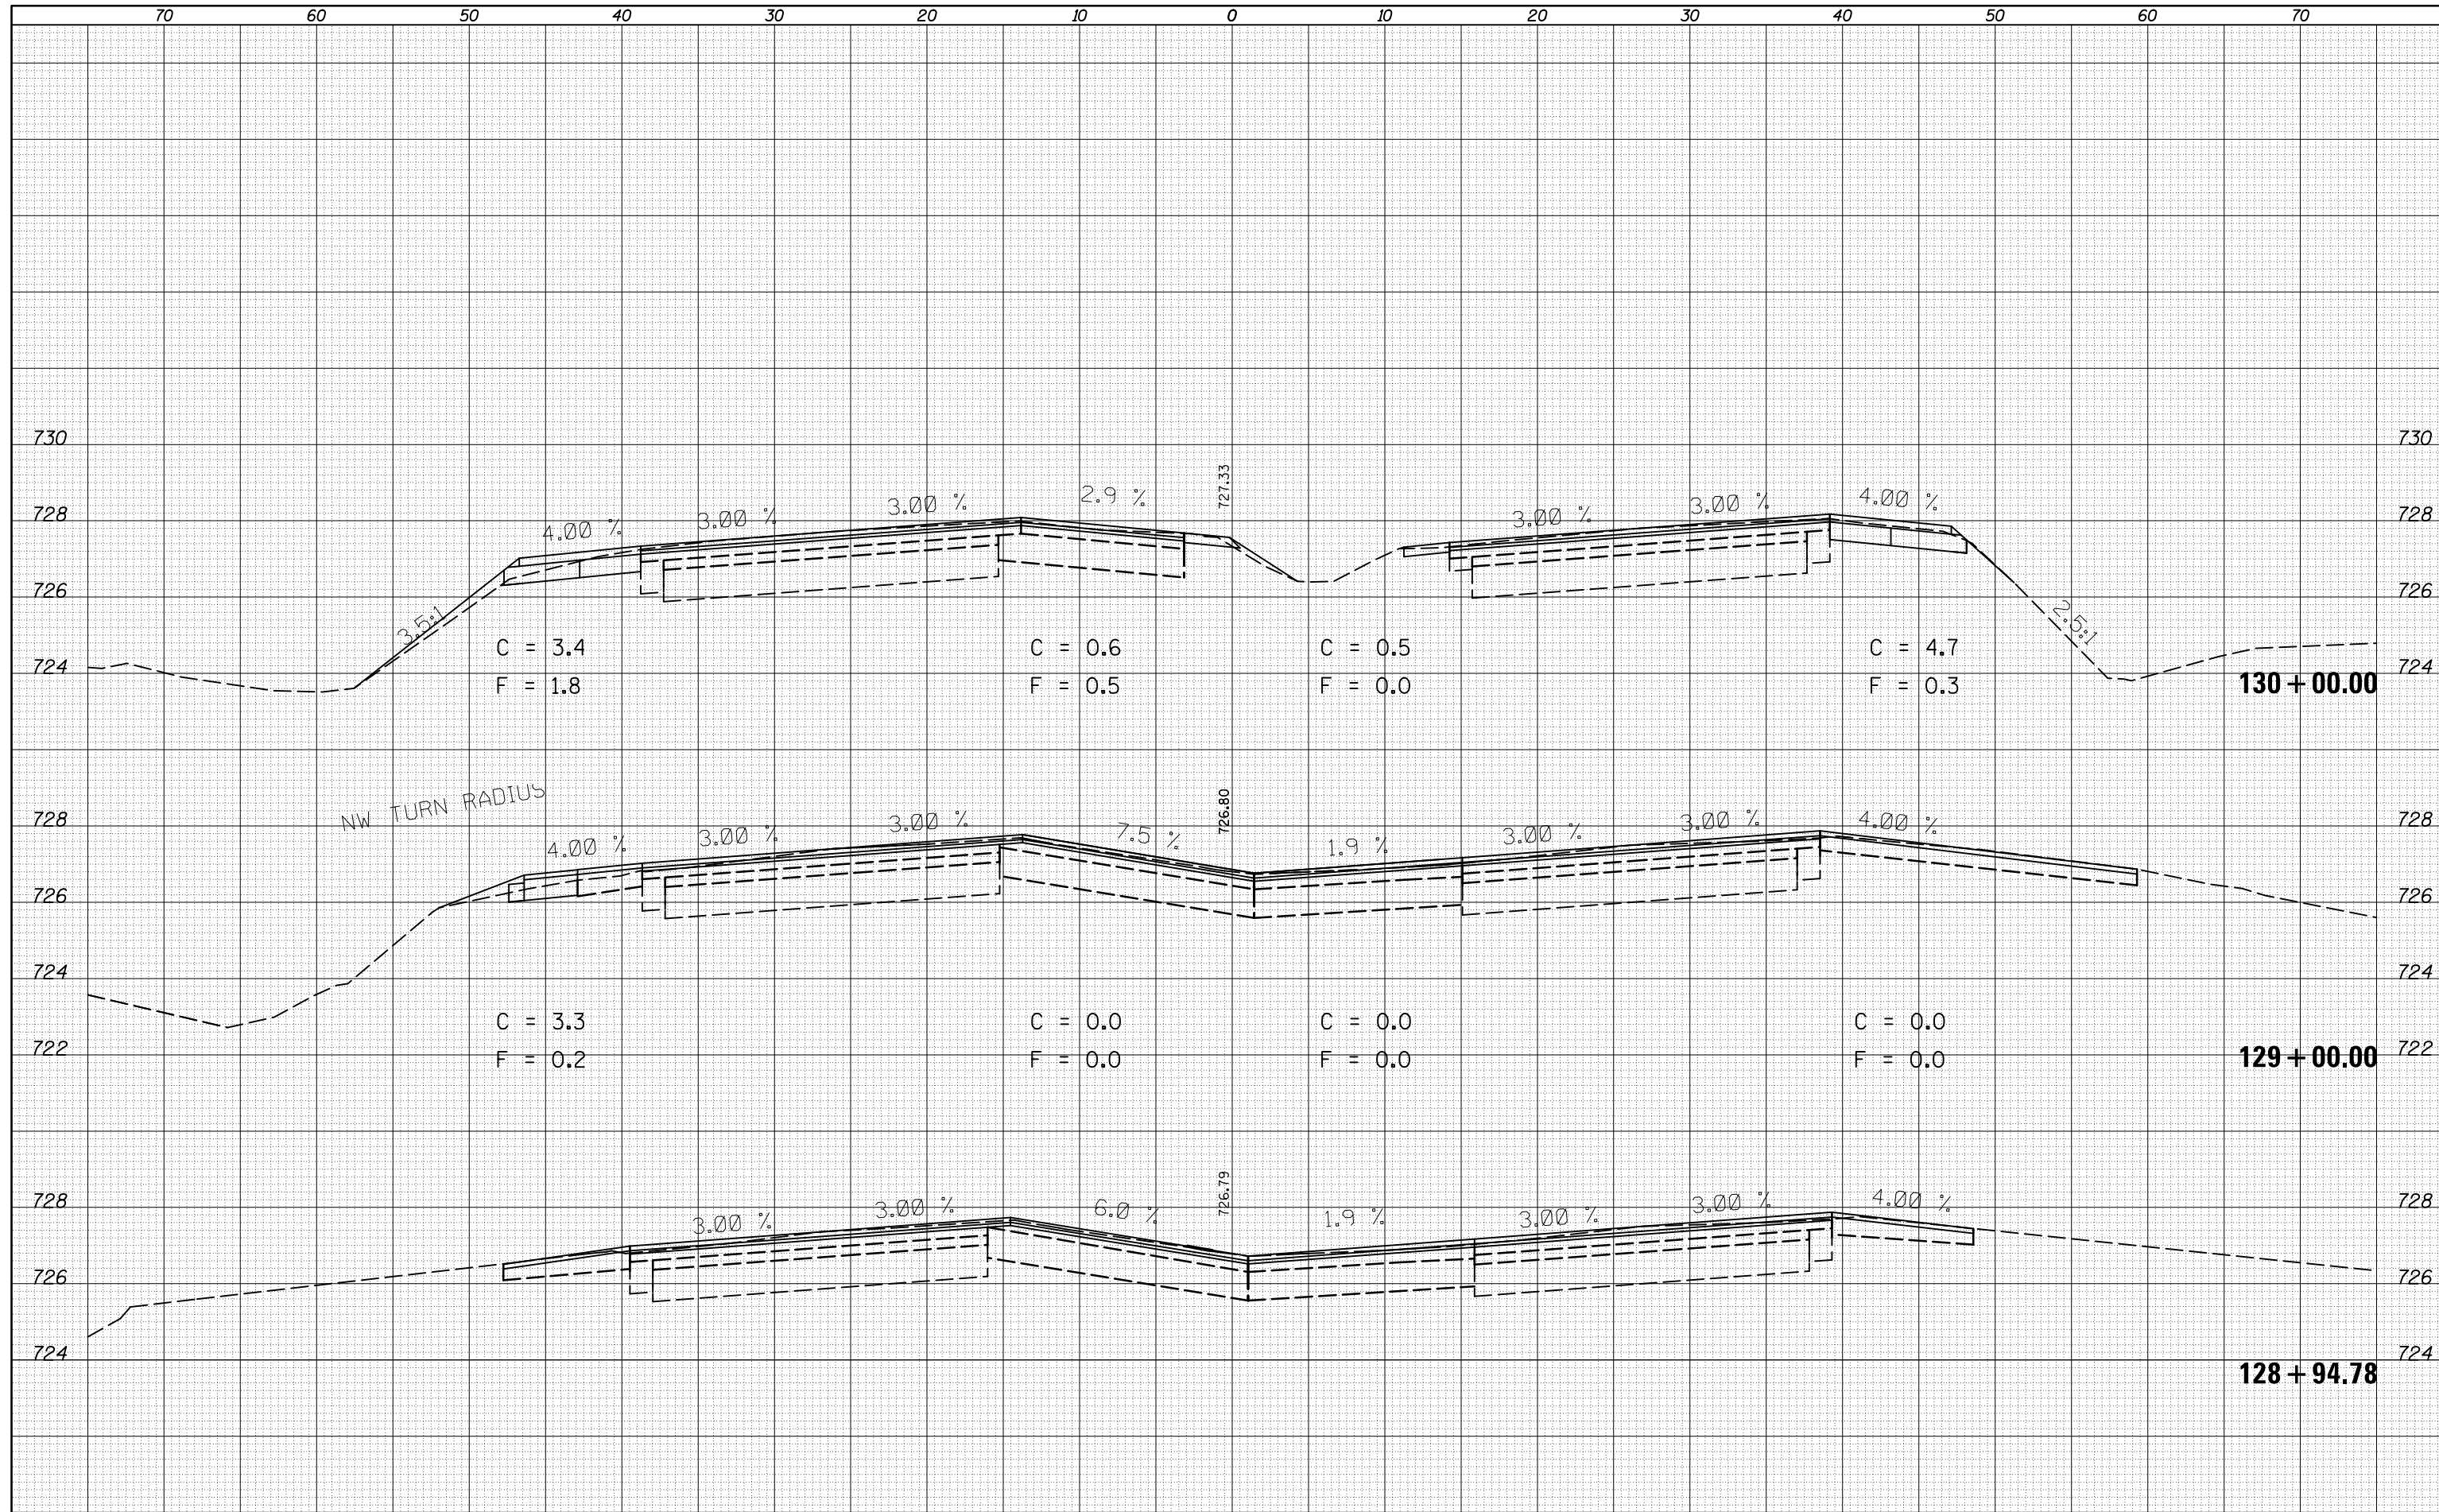 70 60 50 40 30 20 10 0 10 20 30 40 50 60 70
730 730
727.33
728 4.00 % 3.00 % 3.00 % 2.9 % 3.00 % 3.00 % 4.00 % 728
726 726
3.5:1 2.5:1
C = 3.4 C = 0.6 C = 0.5 C = 4.7
724 724
F = 1.8 F = 0.5 F = 0.0 F = 0.3 130+00.00
NW TURN RADIUS
726.80
728 4.00 % 3.00 % 3.00 % 7.5 % 1.9 % 3.00 % 3.00 % 4.00 % 728
726 726
724 724
C = 3.3 C = 0.0 C = 0.0 C = 0.0
722 722
F = 0.2 F = 0.0 F = 0.0 F = 0.0 129+00.00
726.79
728 3.00 % 3.00 % 6.0 % 1.9 % 3.00 % 3.00 % 4.00 % 728
726 726
724 724
128+94.78